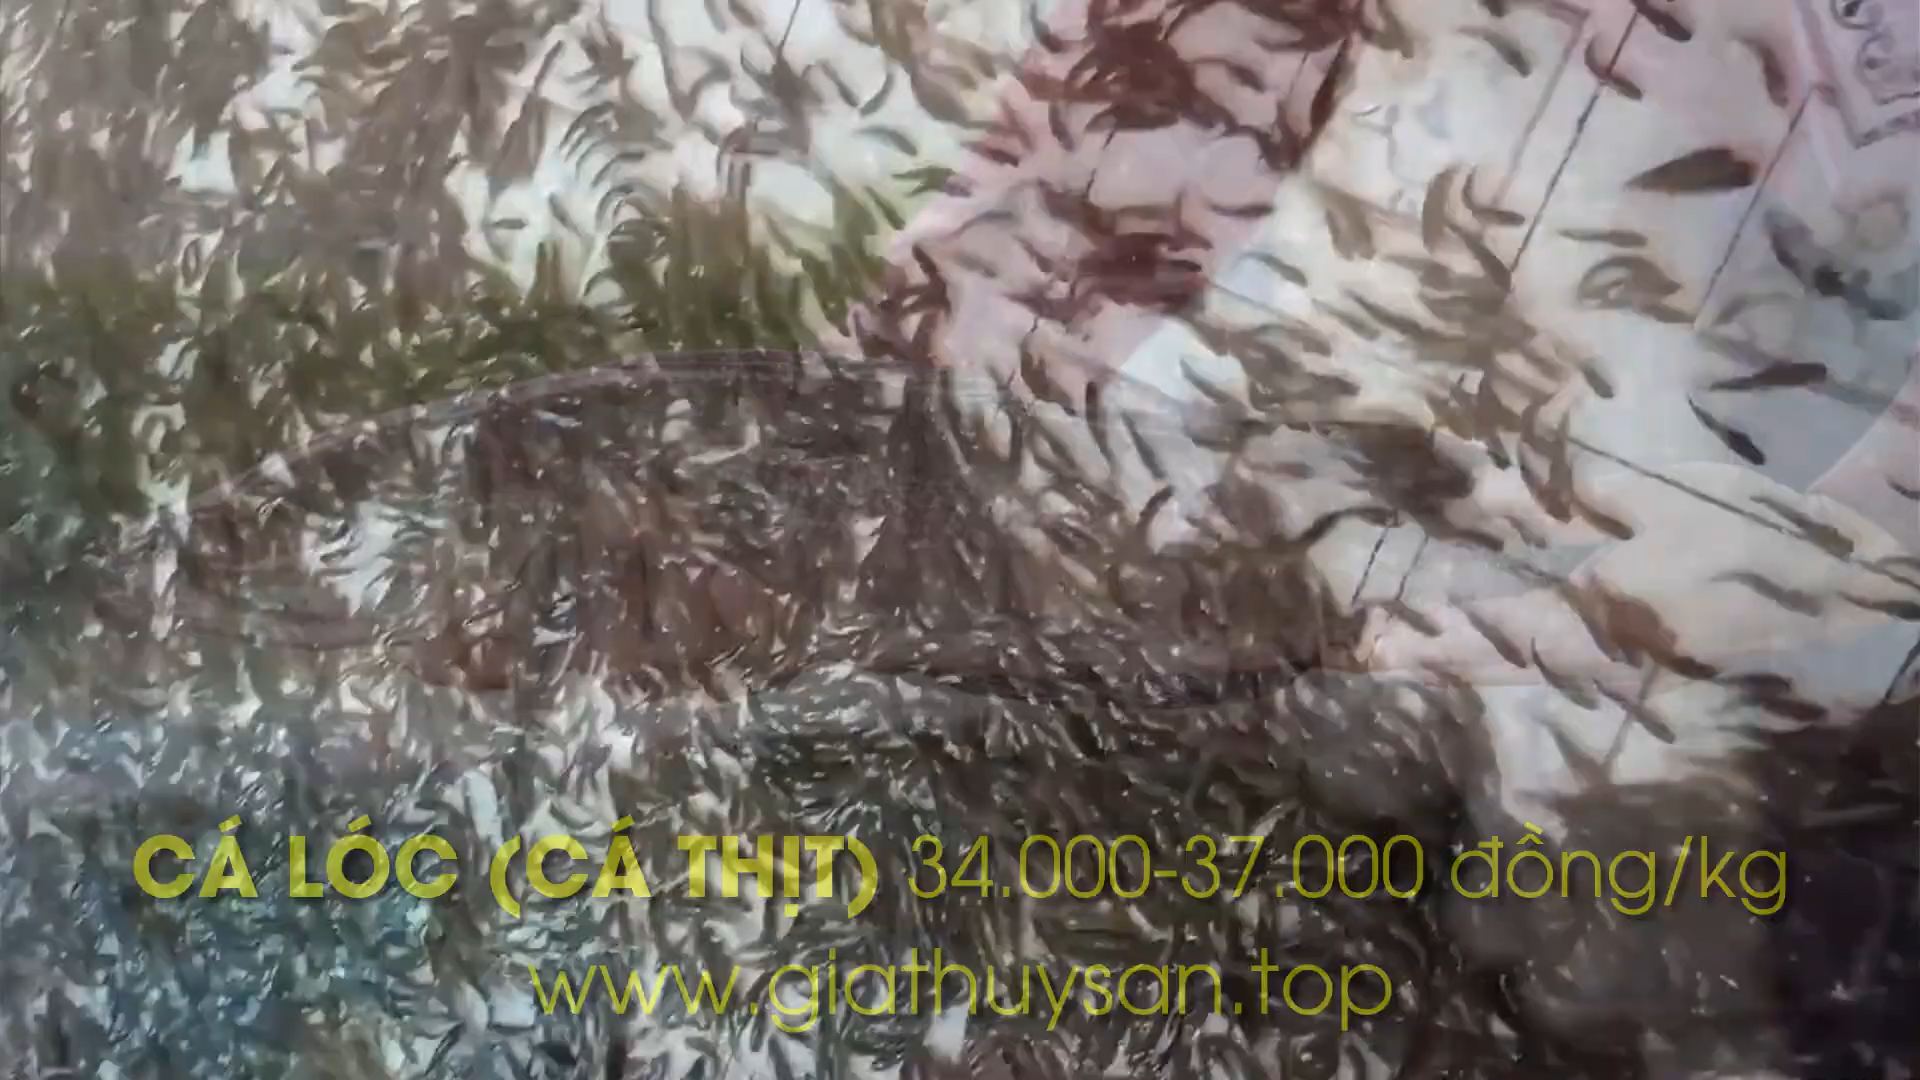 CÁ LÓC (CÁ THỊT) 34.000-37.000 đồng/kg
www.giathuysan.top